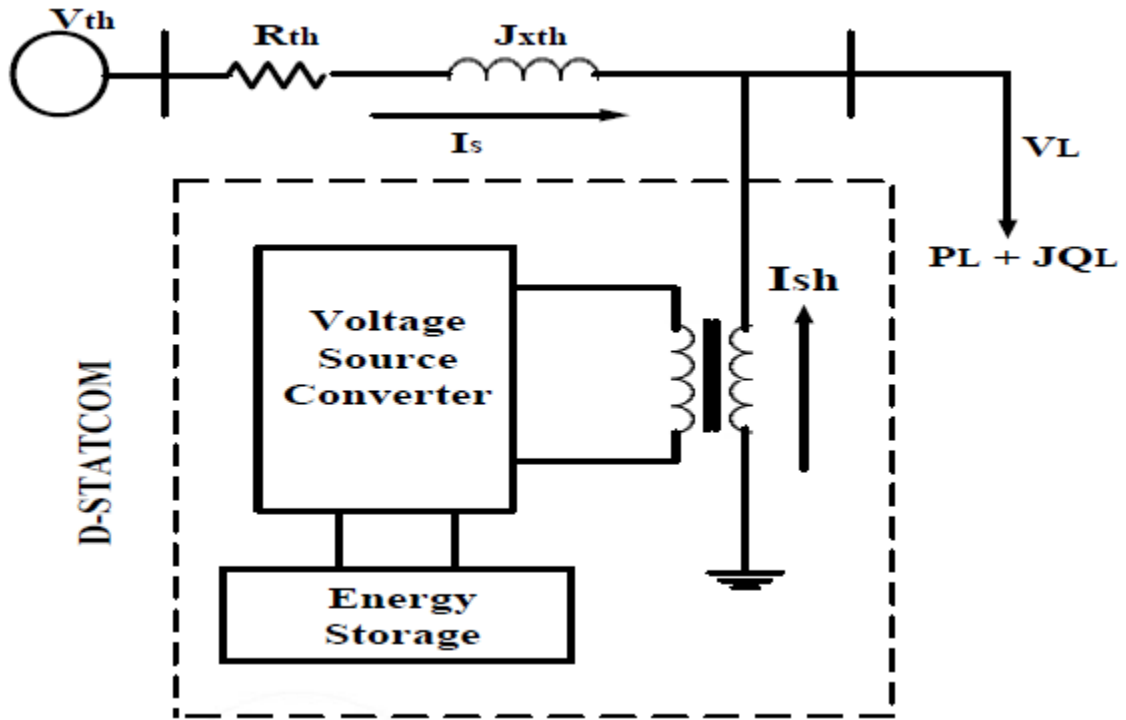 Vth
Rth
Jxth
Is
VL
PL + JQL
Ish
Voltage
Source
Converter
D-STATCOM
Energy
Storage